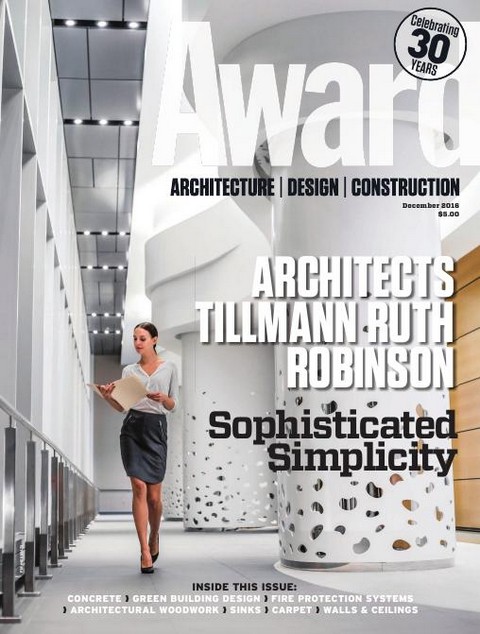 Celebrating
30
YEARS
Award
ARCHITECTURE | DESIGN | CONSTRUCTION
December 2016
$5.00
ARCHITECTS
TILLMANN RUTH
ROBINSON
Sophisticated
Simplicity
INSIDE THIS ISSUE:
CONCRETE › GREEN BUILDING DESIGN › FIRE PROTECTION SYSTEMS
› ARCHITECTURAL WOODWORK › SINKS › CARPET › WALLS & CEILINGS